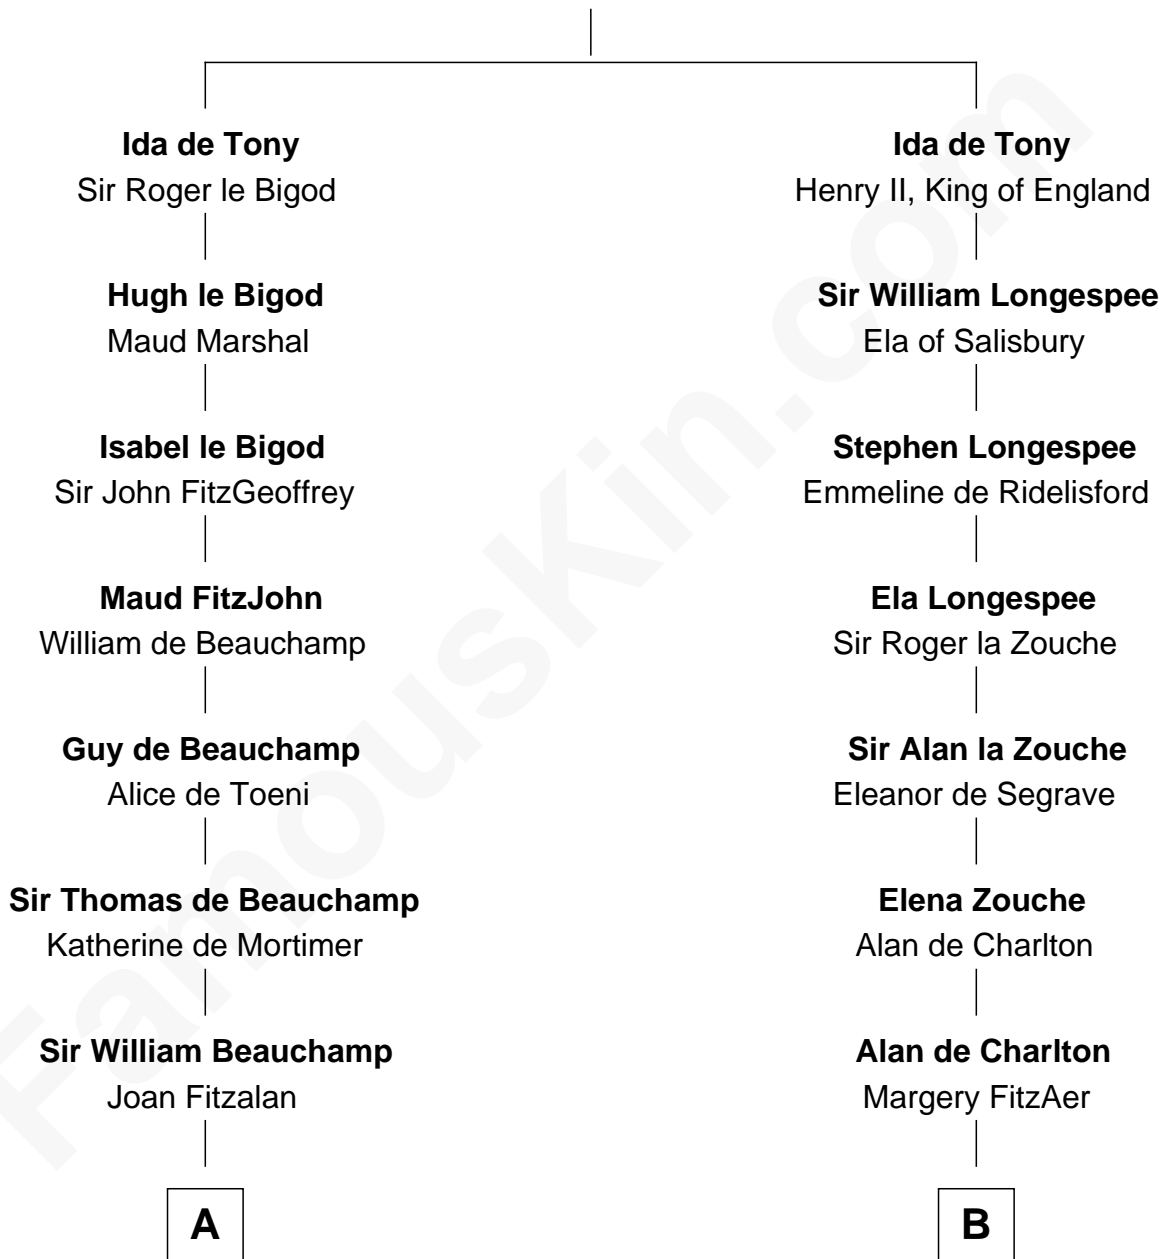 Ida de Tony
Sir Roger le Bigod
Hugh le Bigod
Maud Marshal
Isabel le Bigod
Sir John FitzGeoffrey
Maud FitzJohn
William de Beauchamp
Guy de Beauchamp
Alice de Toeni
Sir Thomas de Beauchamp
Katherine de Mortimer
Sir William Beauchamp
Joan Fitzalan
A
Ida de Tony
Henry II, King of England
Sir William Longespee
Ela of Salisbury
Stephen Longespee
Emmeline de Ridelisford
Ela Longespee
Sir Roger la Zouche
Sir Alan la Zouche
Eleanor de Segrave
Elena Zouche
Alan de Charlton
Alan de Charlton
Margery FitzAer
B
FamousKin.com